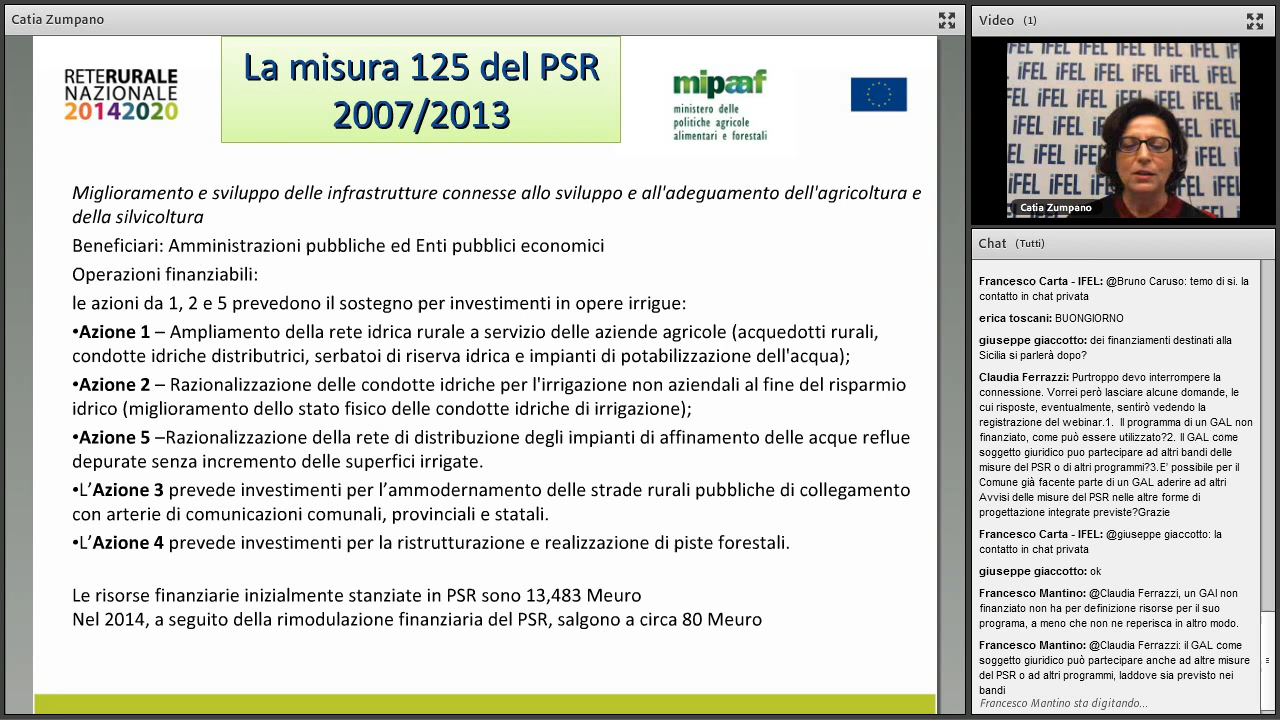 Catia Zumpano
RETERURALE
NAZIONALE
20142020
La misura 125 del PSR
2007/2013
mipaaf
ministero delle
politiche agricole
alimentari e forestali
Miglioramento e sviluppo delle infrastrutture connesse allo sviluppo e all'adeguamento dell'agricoltura e
della silvicoltura
Beneficiari: Amministrazioni pubbliche ed Enti pubblici economici
Operazioni finanziabili:
le azioni da 1, 2 e 5 prevedono il sostegno per investimenti in opere irrigue:
•Azione 1 – Ampliamento della rete idrica rurale a servizio delle aziende agricole (acquedotti rurali,
condotte idriche distributrici, serbatoi di riserva idrica e impianti di potabilizzazione dell'acqua);
•Azione 2 – Razionalizzazione delle condotte idriche per l'irrigazione non aziendali al fine del risparmio
idrico (miglioramento dello stato fisico delle condotte idriche di irrigazione);
•Azione 5 –Razionalizzazione della rete di distribuzione degli impianti di affinamento delle acque reflue
depurate senza incremento delle superfici irrigate.
•L’Azione 3 prevede investimenti per l’ammodernamento delle strade rurali pubbliche di collegamento
con arterie di comunicazioni comunali, provinciali e statali.
•L’Azione 4 prevede investimenti per la ristrutturazione e realizzazione di piste forestali.
Le risorse finanziarie inizialmente stanziate in PSR sono 13,483 Meuro
Nel 2014, a seguito della rimodulazione finanziaria del PSR, salgono a circa 80 Meuro
Video (1)
iFEL iFEL iFEL
Catia Zumpano
Chat (Tutti)
Francesco Carta - IFEL: @Bruno Caruso: temo di si. la
contatto in chat privata
erica toscani: BUONGIORNO
giuseppe giaccotto: dei finanziamenti destinati alla
Sicilia si parlerà dopo?
Claudia Ferrazzi: Purtroppo devo interrompere la
connessione. Vorrei però lasciare alcune domande, le
cui risposte, eventualmente, sentirò vedendo la
registrazione del webinar.1. Il programma di un GAL non
finanziato, come può essere utilizzato?2. Il GAL come
soggetto giuridico puo partecipare ad altri bandi delle
misure del PSR o di altri programmi?3.E' possibile per il
Comune già facente parte di un GAL aderire ad altri
Avvisi delle misure del PSR nelle altre forme di
progettazione integrate previste?Grazie
Francesco Carta - IFEL: @giuseppe giaccotto: la
contatto in chat privata
giuseppe giaccotto: ok
Francesco Mantino: @Claudia Ferrazzi, un GAl non
finanziato non ha per definizione risorse per il suo
programa, a meno che non ne reperisca in altro modo.
Francesco Mantino: @Claudia Ferrazzi: il GAL come
soggetto giuridico può partecipare anche ad altre misure
del PSR o ad altri programmi, laddove sia previsto nei
bandi
Francesco Mantino sta digitando...